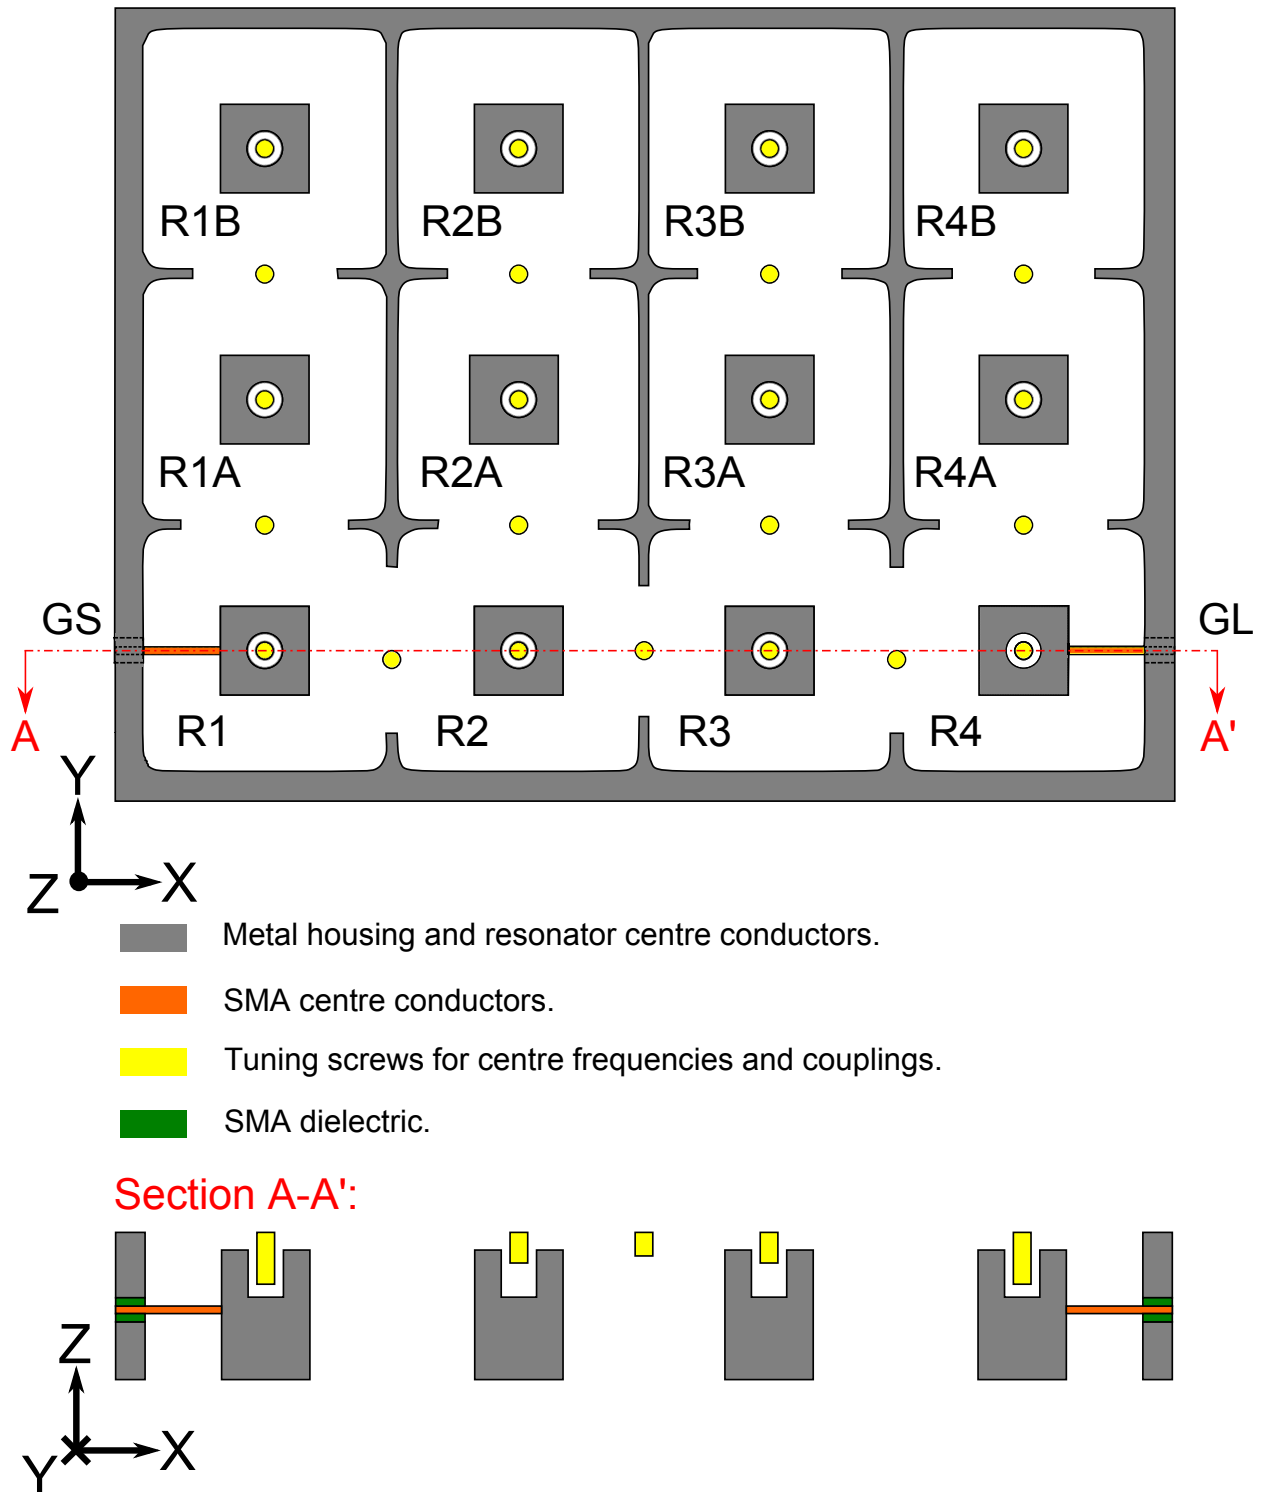 R1B R2B R3B R4B
R1A R2A R3A R4A
GS GL
R1 R2 R3 R4
A A'
Y
Z X
Metal housing and resonator centre conductors.
SMA centre conductors.
Tuning screws for centre frequencies and couplings.
SMA dielectric.
Section A-A':
Z
Y X